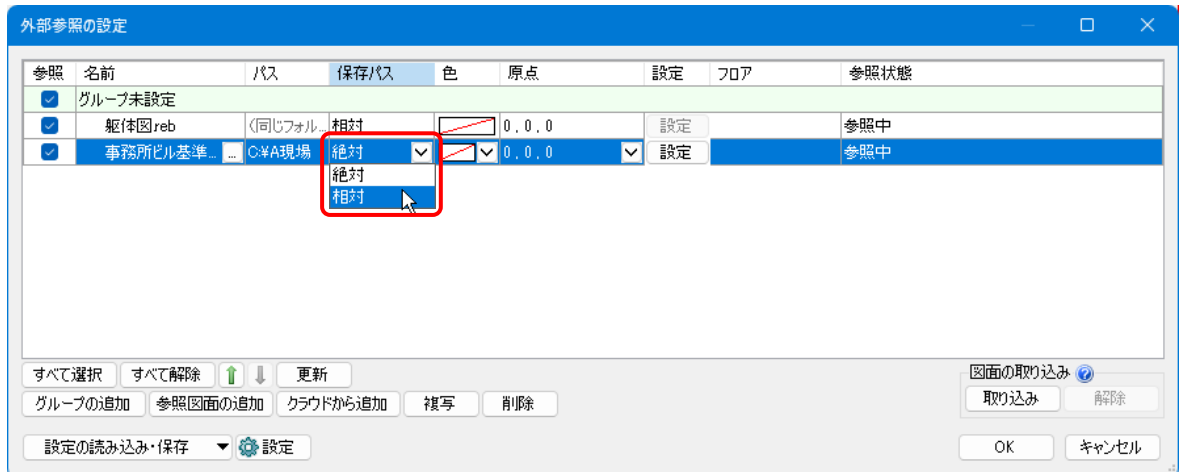 外部参照の設定
参照 名前 パス 保存パス 色 原点 設定 フロア 参照状態
グループ未設定
躯体図.reb 〈同じフォル... 相対 0, 0, 0 設定 参照中
事務所ビル基準... ... C:¥A現場 絶対 0, 0, 0 設定 参照中
絶対
相対
すべて選択 すべて解除 更新 図面の取り込み
グループの追加 参照図面の追加 クラウドから追加 複写 削除 取り込み 解除
設定の読み込み・保存 設定 OK キャンセル